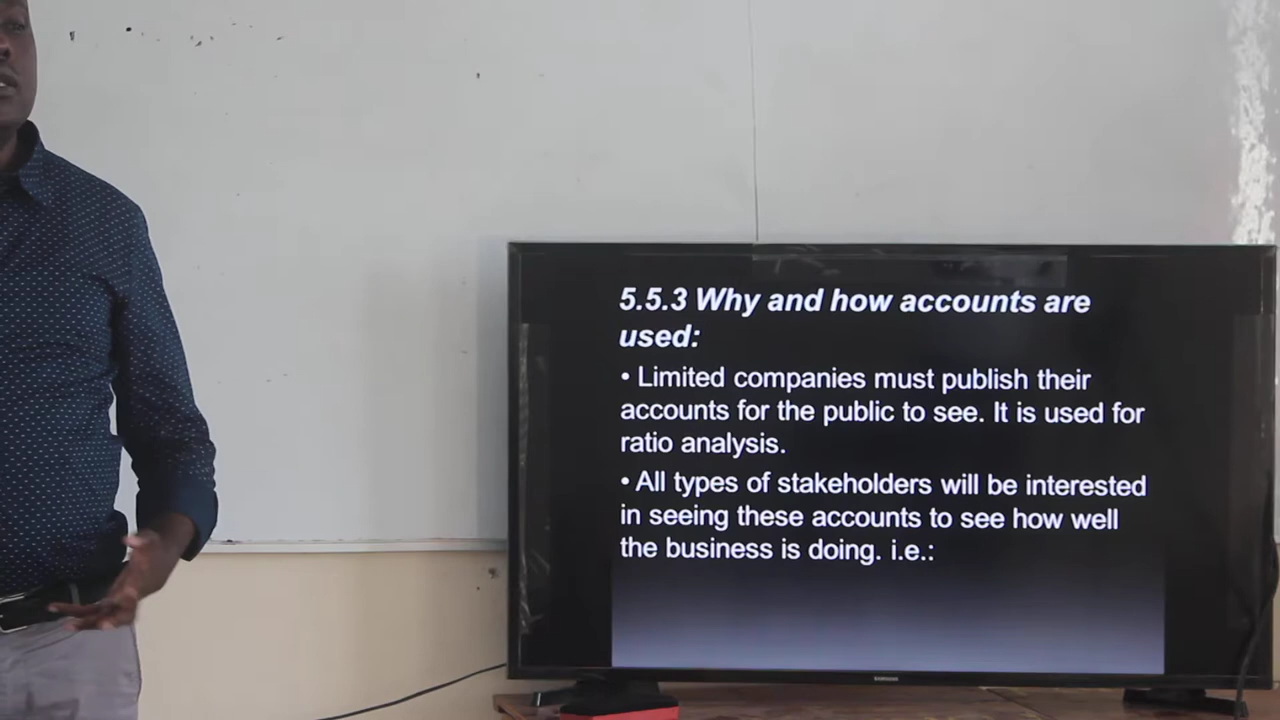 5.5.3 Why and how accounts are
used:
• Limited companies must publish their
accounts for the public to see. It is used for
ratio analysis.
• All types of stakeholders will be interested
in seeing these accounts to see how well
the business is doing. i.e.:
SAMSUNG